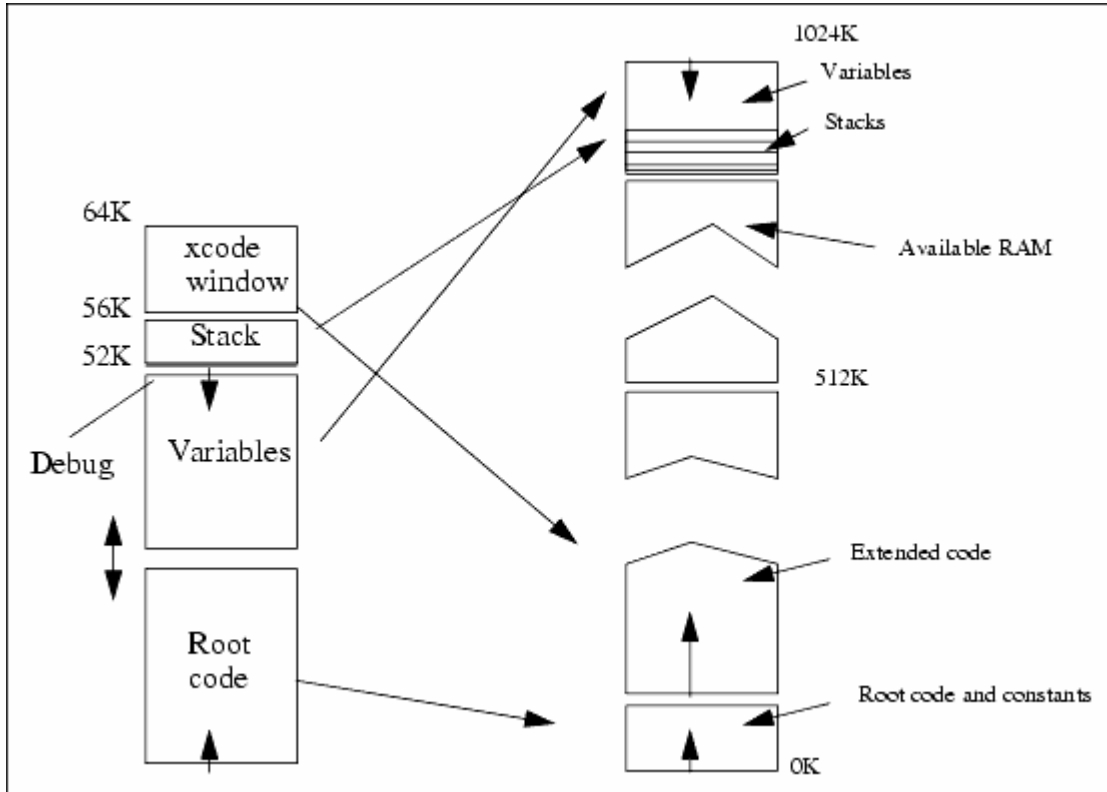 1024K
Variables
Stacks
64K
xcode
window
Available RAM
56K
Stack
52K
512K
Variables
Debug
Extended code
Root
code
Root code and constants
0K